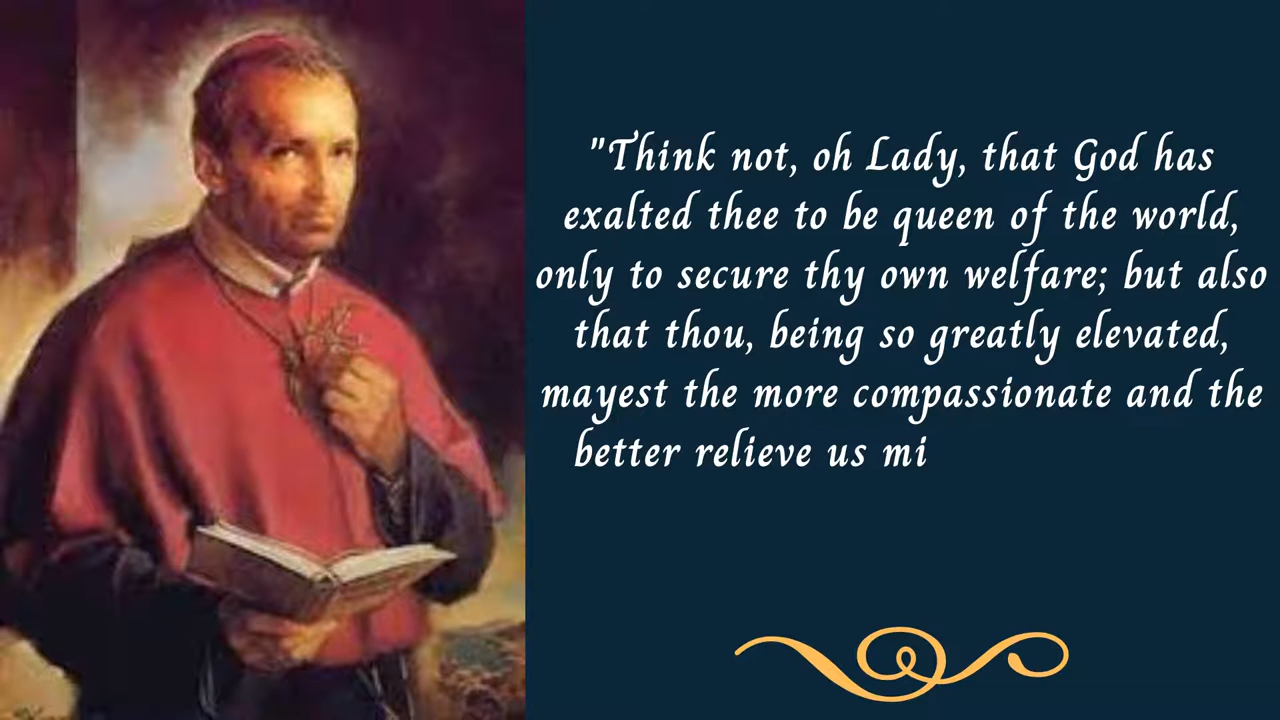 "Think not, oh Lady, that God has
exalted thee to be queen of the world,
only to secure thy own welfare; but also
that thou, being so greatly elevated,
mayest the more compassionate and the
better relieve us mi